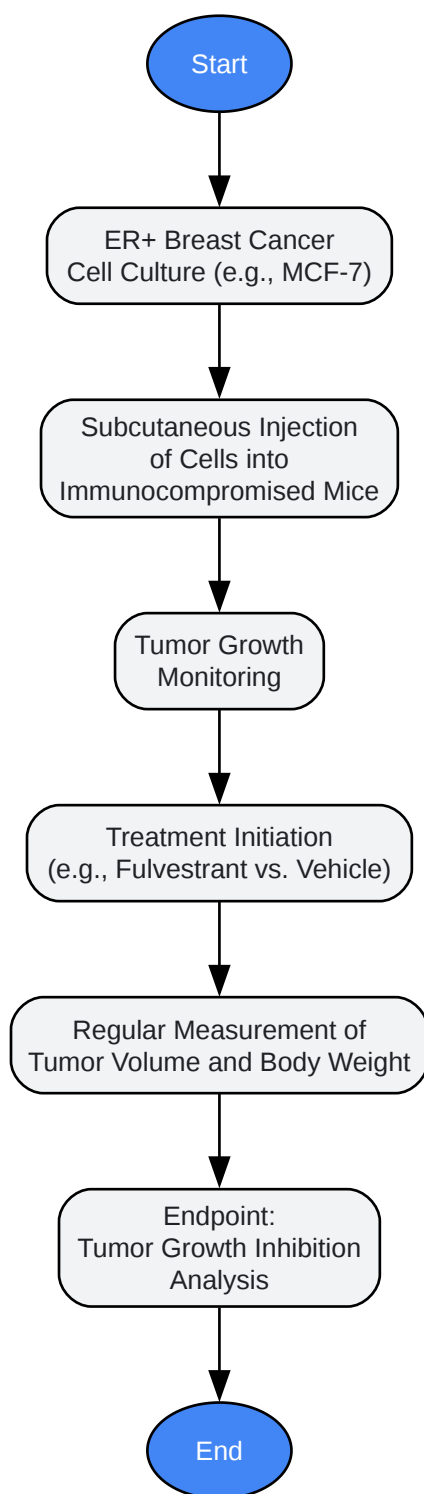 Start
ER+ Breast Cancer
Cell Culture (e.g., MCF-7)
Subcutaneous Injection
of Cells into
Immunocompromised Mice
Tumor Growth
Monitoring
Treatment Initiation
(e.g., Fulvestrant vs. Vehicle)
Regular Measurement of
Tumor Volume and Body Weight
Endpoint:
Tumor Growth Inhibition
Analysis
End